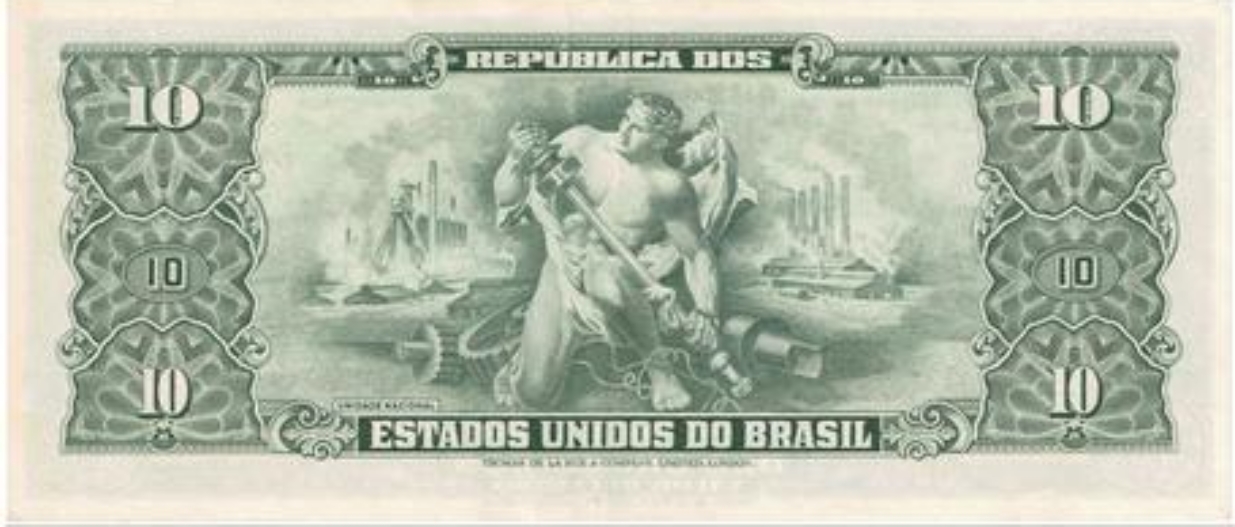 REPÚBLICA DOS
10 10
10 10
10 10
10 10
UNIDADE NACIONAL
ESTADOS UNIDOS DO BRASIL
THOMAS DE LA RUE & COMPANY, LIMITED, LONDON.